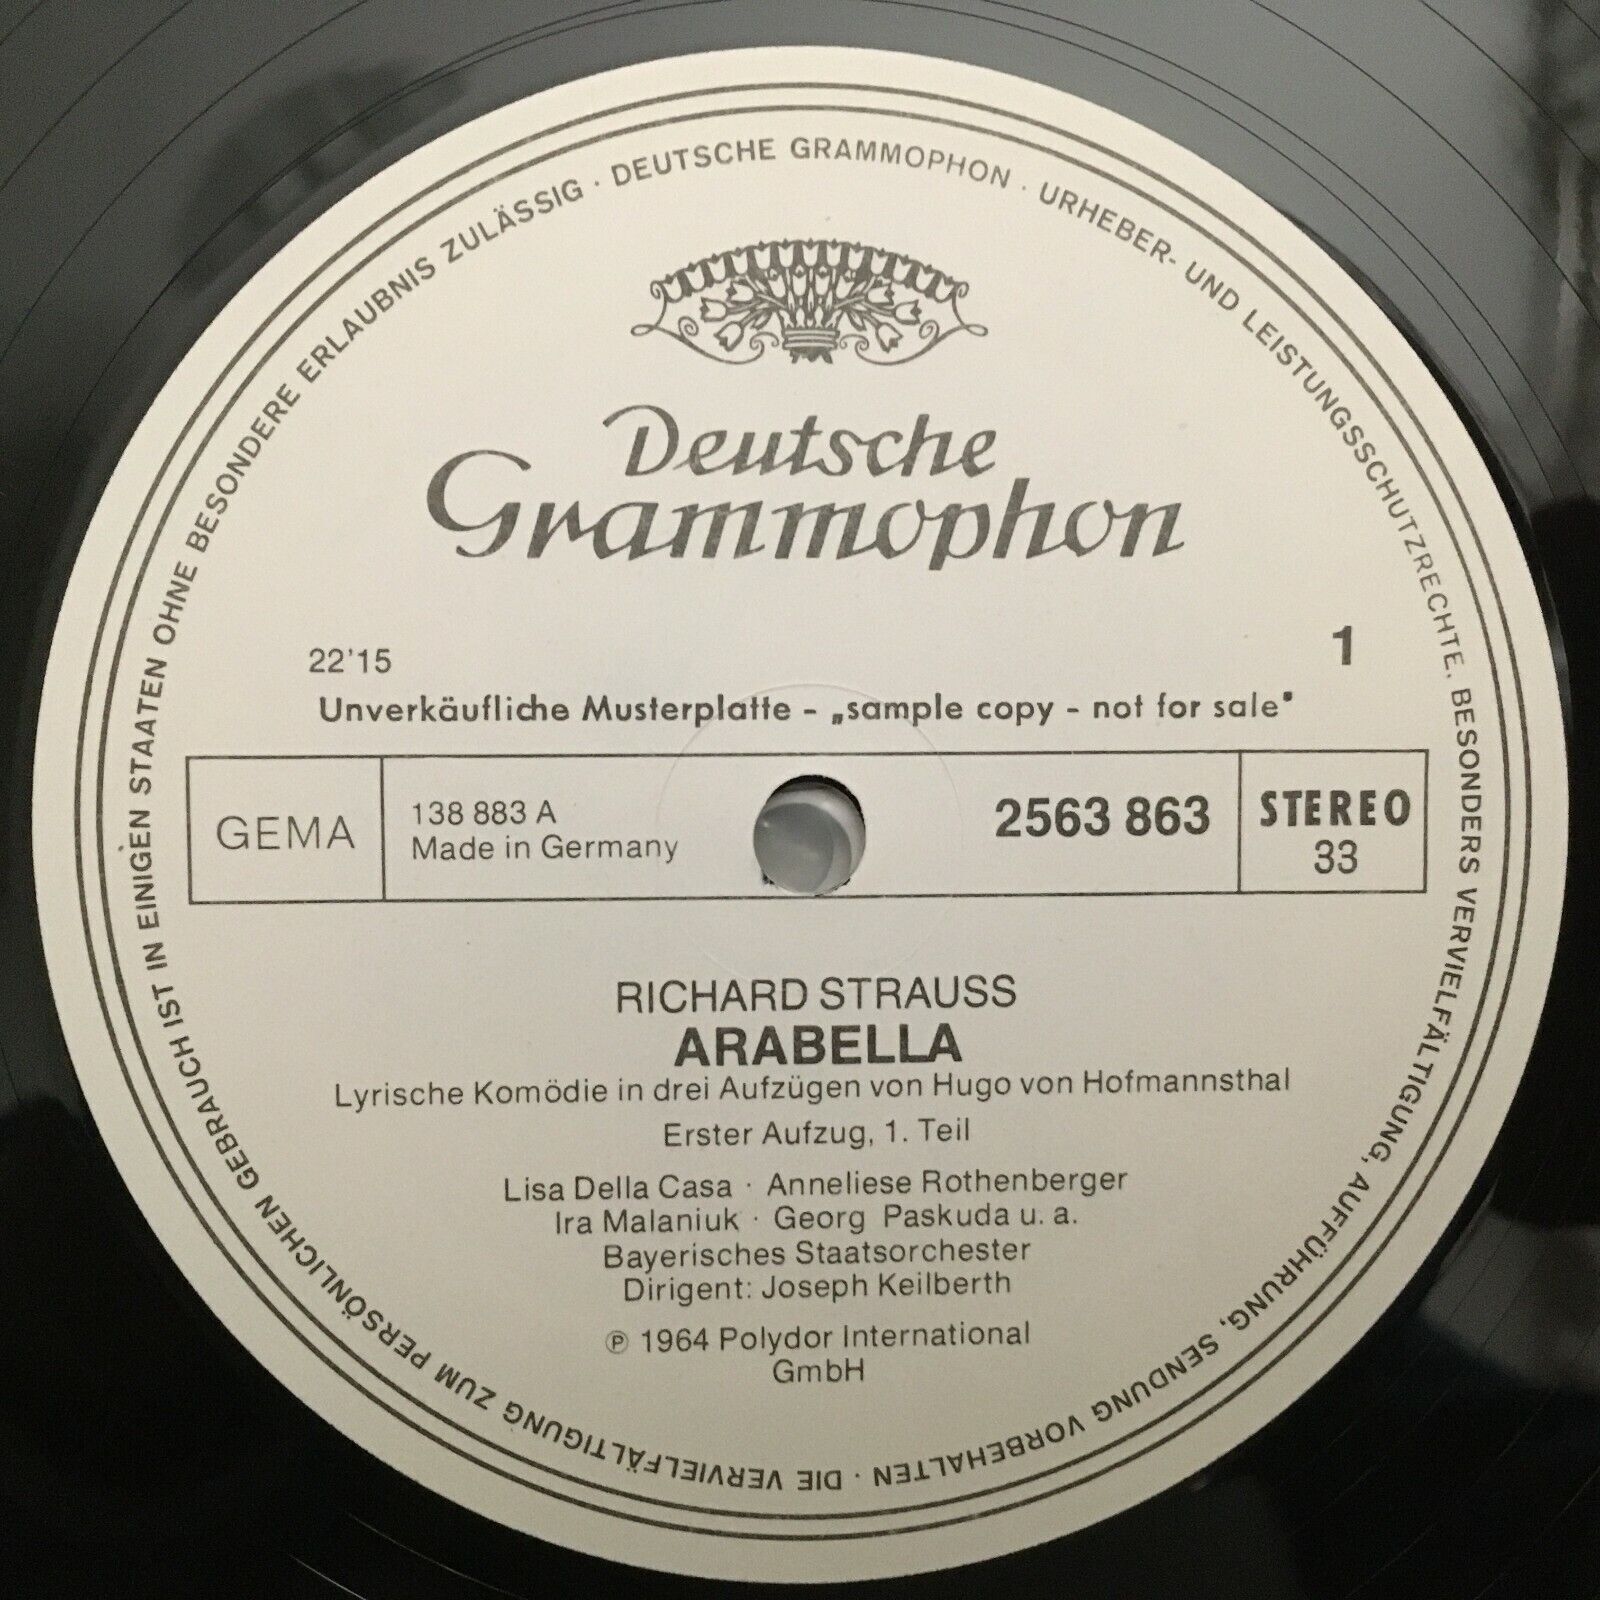 DEUTSCHE GRAMMOPHON · URHEBER- UND LEISTUNGSSCHUTZRECHTE, BESONDERS VERVIELFÄLTIGUNG, AUFFÜHRUNG, SENDUNG VORBEHALTEN · DIE VERVIELFÄLTIGUNG ZUM PERSÖNLICHEN GEBRAUCH IST IN EINIGEN STAATEN OHNE BESONDERE ERLAUBNIS ZULÄSSIG ·
Deutsche
Grammophon
22'15
1
Unverkäufliche Musterplatte - „sample copy - not for sale"
GEMA
138 883 A
Made in Germany
2563 863
STEREO
33
RICHARD STRAUSS
ARABELLA
Lyrische Komödie in drei Aufzügen von Hugo von Hofmannsthal
Erster Aufzug, 1. Teil
Lisa Della Casa · Anneliese Rothenberger
Ira Malaniuk · Georg Paskuda u. a.
Bayerisches Staatsorchester
Dirigent: Joseph Keilberth
℗ 1964 Polydor International
GmbH